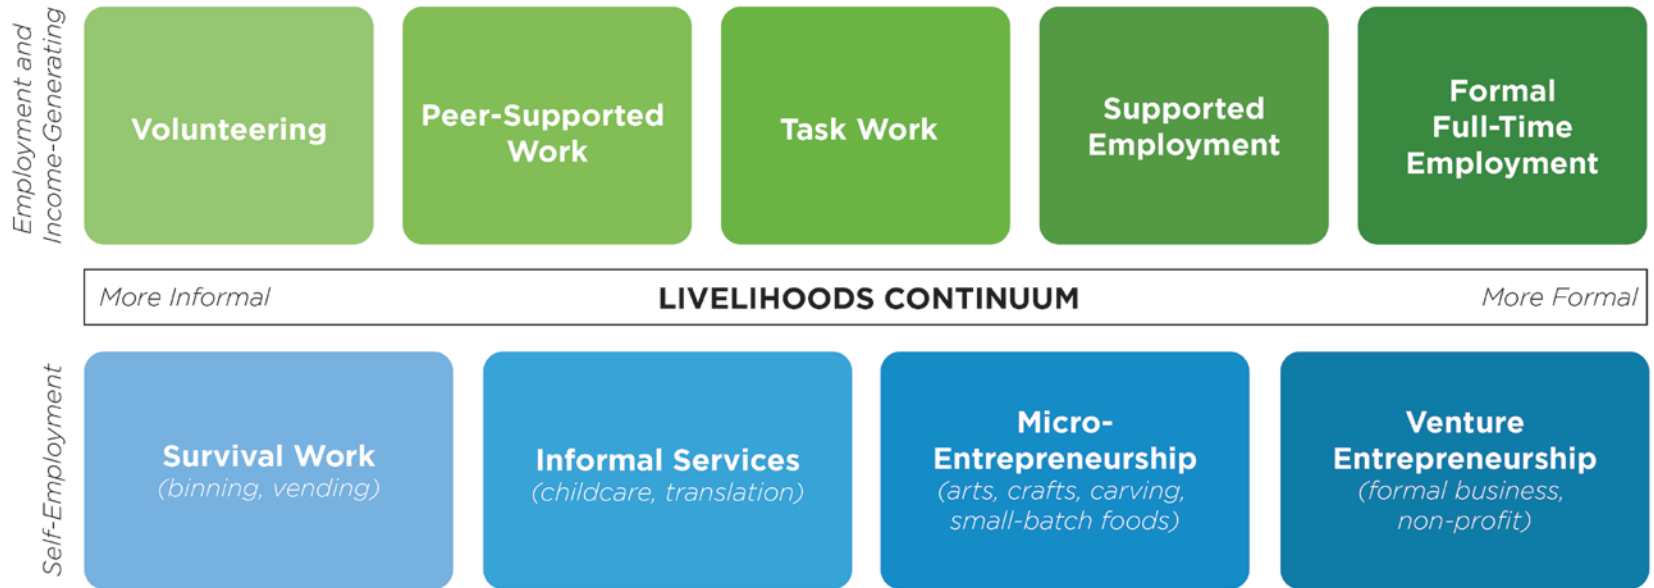 Employment and
Income-Generating
Volunteering
Peer-Supported
Work
Task Work
Supported
Employment
Formal
Full-Time
Employment
More Informal
LIVELIHOODS CONTINUUM
More Formal
Self-Employment
Survival Work
(binning, vending)
Informal Services
(childcare, translation)
Micro-
Entrepreneurship
(arts, crafts, carving,
small-batch foods)
Venture
Entrepreneurship
(formal business,
non-profit)